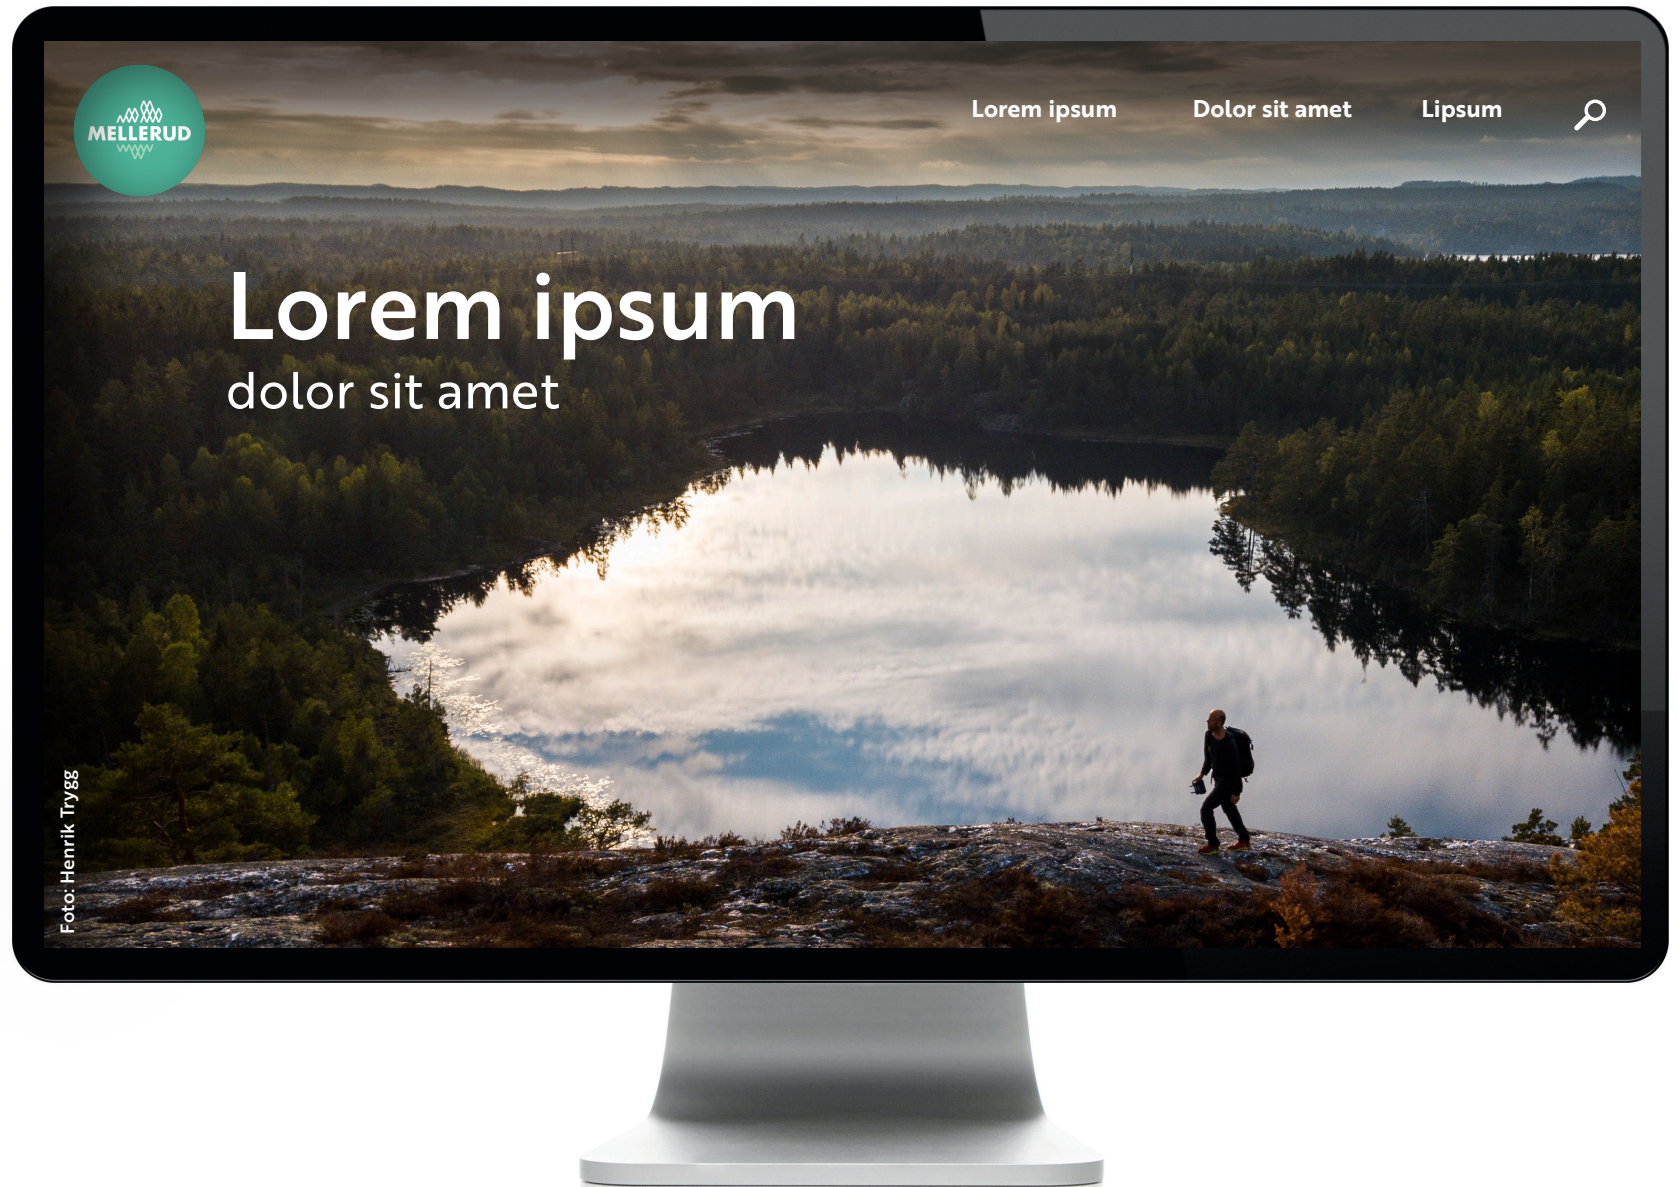 MELLERUD
Lorem ipsum
Dolor sit amet
Lipsum
Lorem ipsum
dolor sit amet
Foto: Henrik Trygg